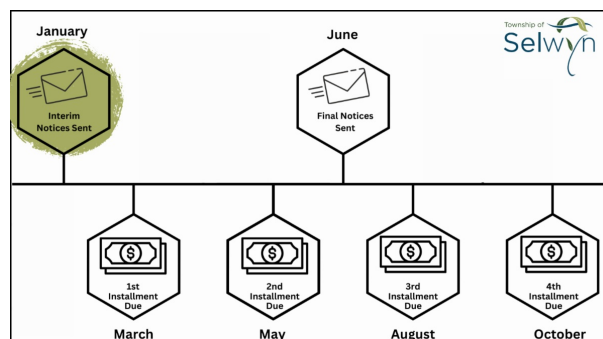 January
June
Township of
Selwyn
Interim
Notices Sent
Final Notices
Sent
1st
Installment
Due
2nd
Installment
Due
3rd
Installment
Due
4th
Installment
Due
March
May
August
October